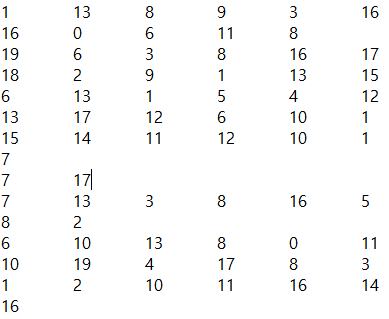 1 13 8 9 3 16
16 0 6 11 8
19 6 3 8 16 17
18 2 9 1 13 15
6 13 1 5 4 12
13 17 12 6 10 1
15 14 11 12 10 1
7
7 17
7 13 3 8 16 5
8 2
6 10 13 8 0 11
10 19 4 17 8 3
1 2 10 11 16 14
16